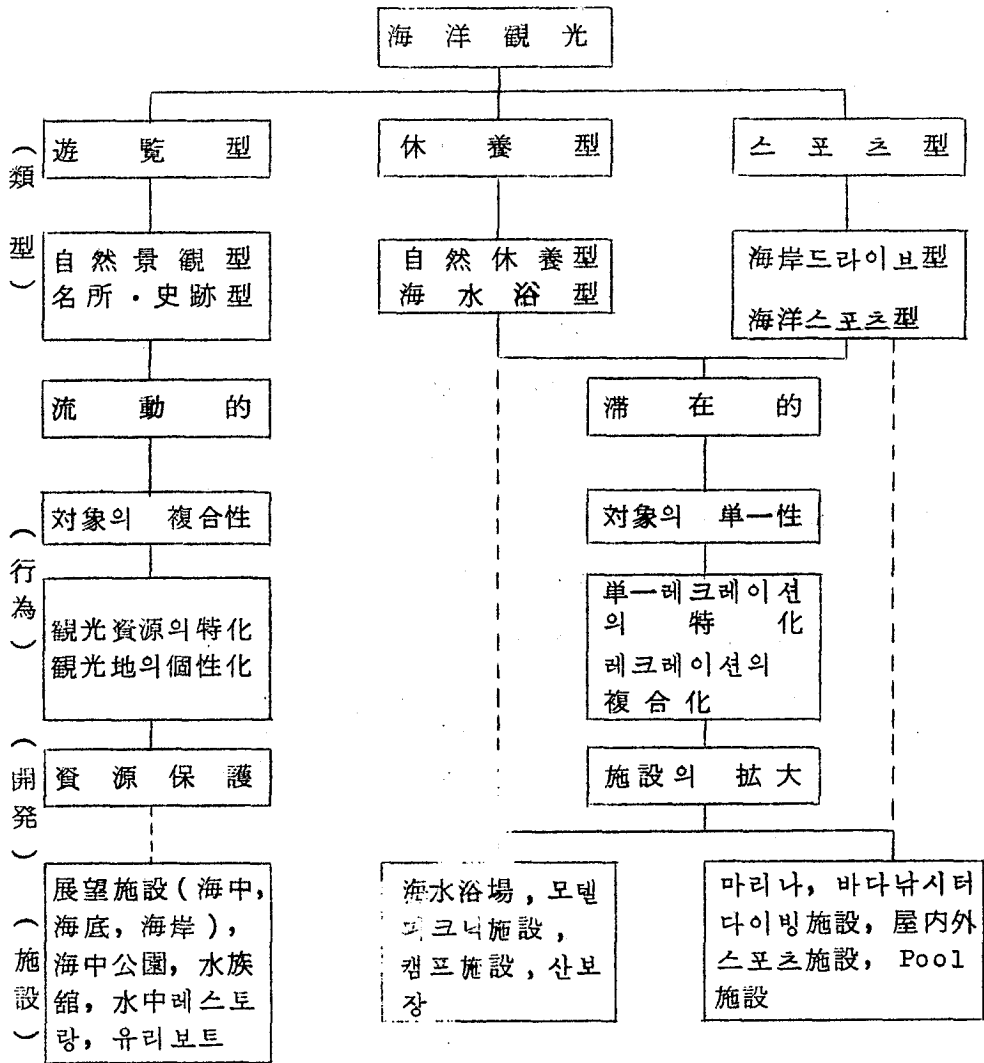 海洋観光
(類型)
遊覧型
休養型
스포츠型
自然景観型
名所・史跡型
自然休養型
海水浴型
海岸드라이브型
海洋스포츠型
流動的
滞在的
(行為)
対象의 複合性
対象의 単一性
観光資源의特化
観光地의個性化
単一레크레이션
의 特化
레크레이션의
複合化
(開発)
資源保護
施設의 拡大
(施設)
展望施設(海中,
海底, 海岸),
海中公園, 水族
舘, 水中레스토
랑, 유리보트
海水浴場, 모텔
피크닉施設,
캠프施設, 산보
장
마리나, 바다낚시터
다이빙施設, 屋内外
스포츠施設, Pool
施設